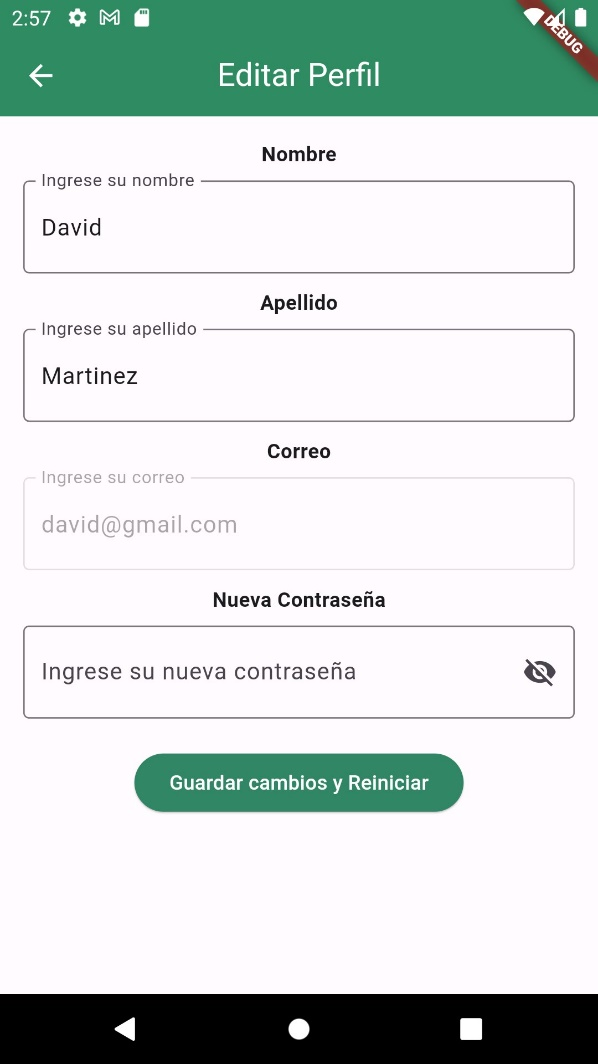 2:57
DEBUG
Editar Perfil
Nombre
Ingrese su nombre
David
Apellido
Ingrese su apellido
Martinez
Correo
Ingrese su correo
david@gmail.com
Nueva Contraseña
Ingrese su nueva contraseña
Guardar cambios y Reiniciar